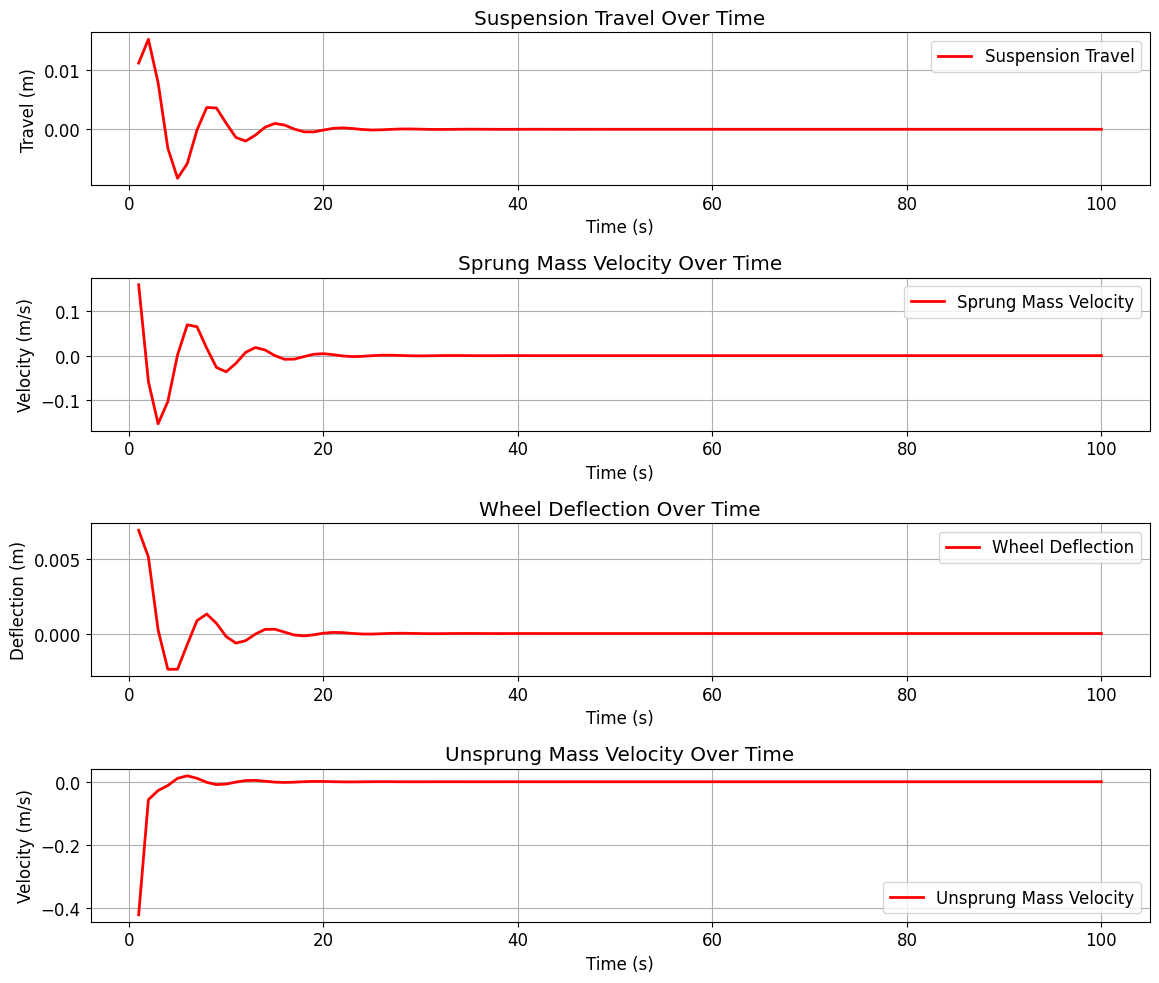 Suspension Travel Over Time
Travel (m)
0.01
0.00
Suspension Travel
0 20 40 60 80 100
Time (s)
Sprung Mass Velocity Over Time
Velocity (m/s)
0.1
0.0
−0.1
Sprung Mass Velocity
0 20 40 60 80 100
Time (s)
Wheel Deflection Over Time
Deflection (m)
0.005
0.000
Wheel Deflection
0 20 40 60 80 100
Time (s)
Unsprung Mass Velocity Over Time
Velocity (m/s)
0.0
−0.2
−0.4
Unsprung Mass Velocity
0 20 40 60 80 100
Time (s)